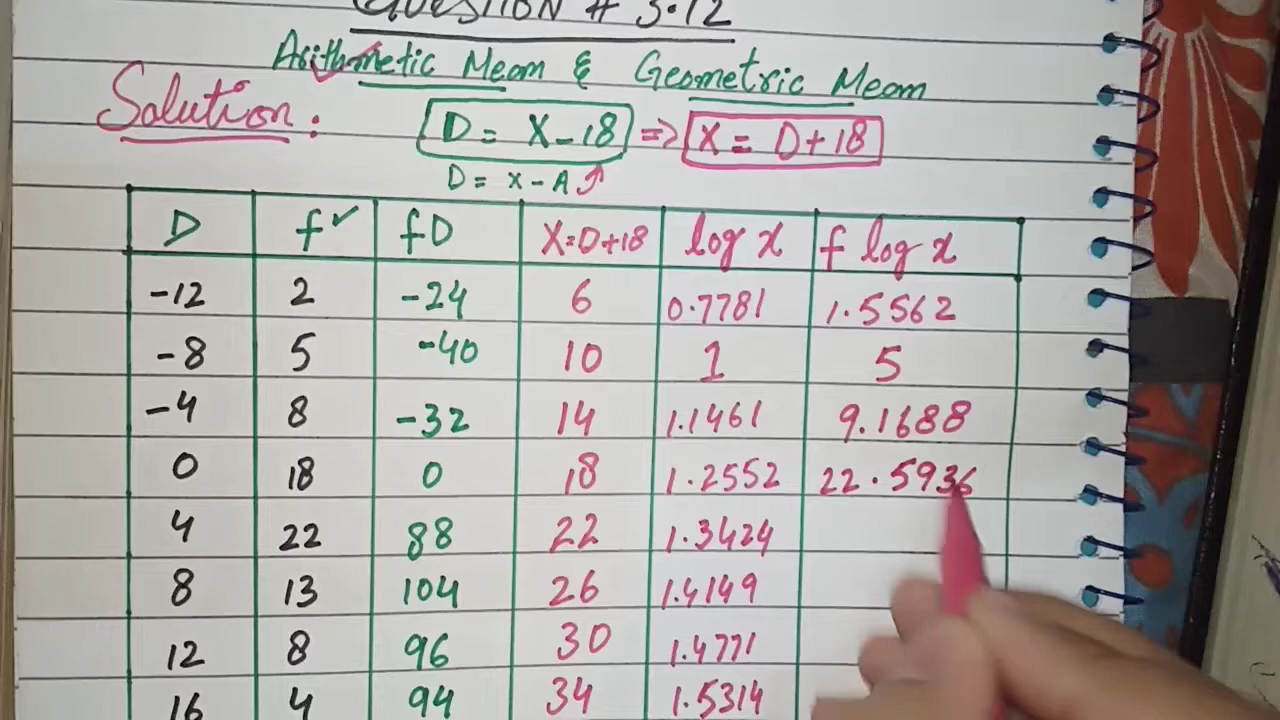 QUESTION # 3.12
Arithmetic Mean & Geometric Mean
Solution:
D = X-18 => X = D+18
D = x - A
D f fD X=D+18 log x f log x
-12 2 -24 6 0.7781 1.5562
-8 5 -40 10 1 5
-4 8 -32 14 1.1461 9.1688
0 18 0 18 1.2552 22.5936
4 22 88 22 1.3424
8 13 104 26 1.4149
12 8 96 30 1.4771
16 4 94 34 1.5314